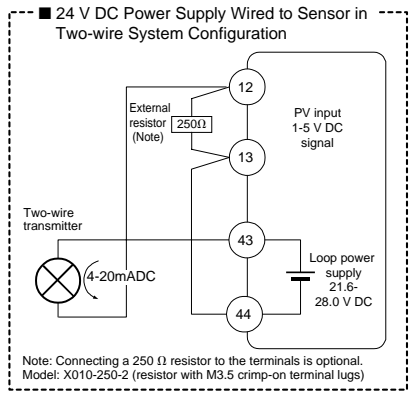 ■ 24 V DC Power Supply Wired to Sensor in
Two-wire System Configuration
12
External
resistor
(Note)
250Ω
PV input
1-5 V DC
signal
13
Two-wire
transmitter
43
4-20mADC
Loop power
supply
21.6-
28.0 V DC
44
Note: Connecting a 250 Ω resistor to the terminals is optional.
Model: X010-250-2 (resistor with M3.5 crimp-on terminal lugs)